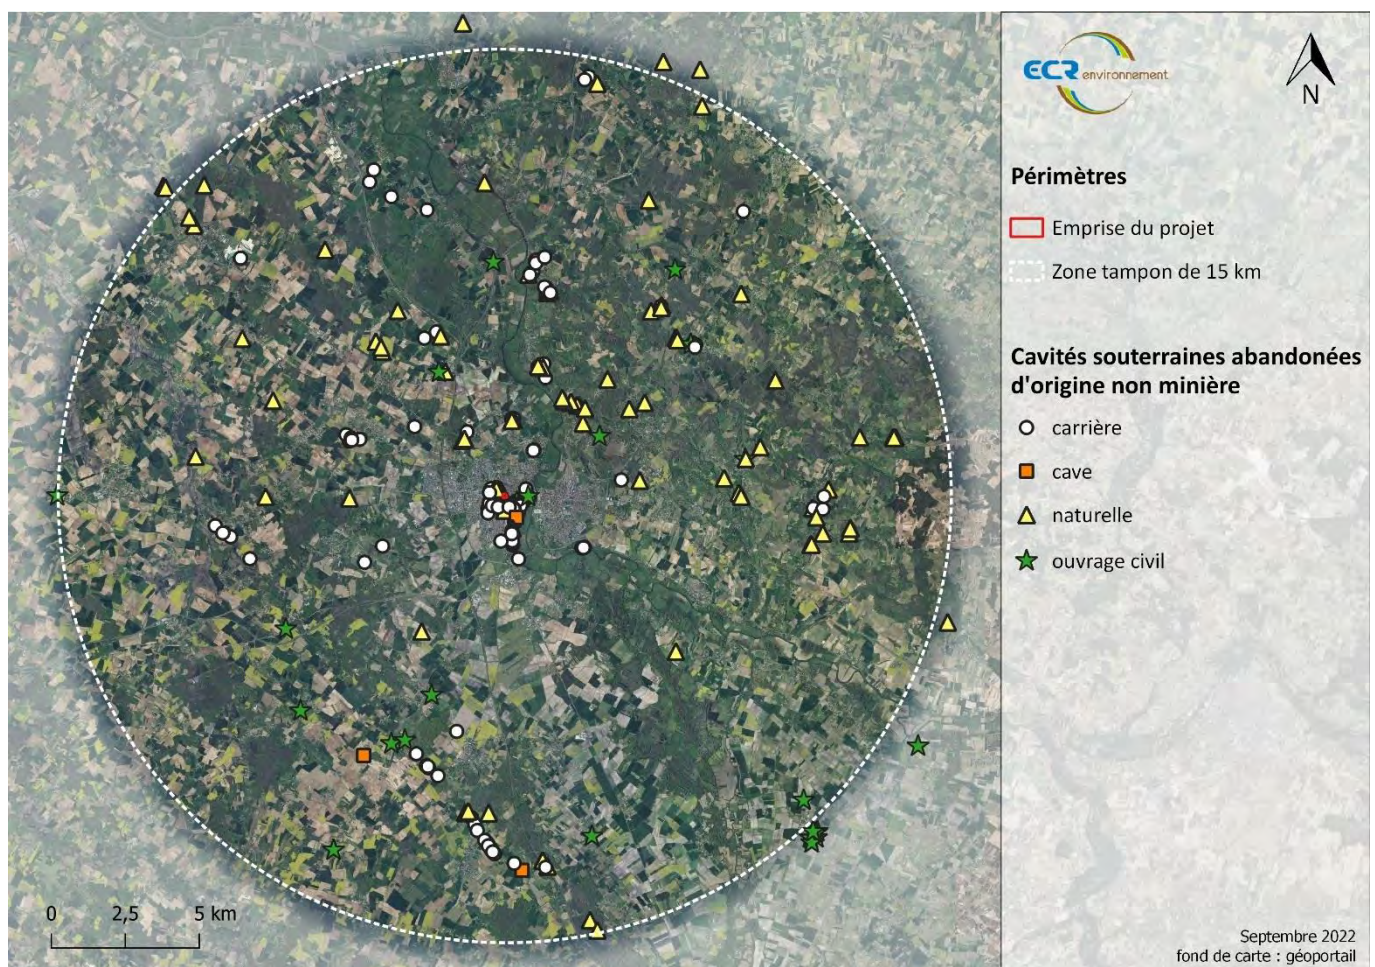 ECR environnement
N
Périmètres
Emprise du projet
Zone tampon de 15 km
Cavités souterraines abandonées
d'origine non minière
carrière
cave
naturelle
ouvrage civil
0 2,5 5 km
Septembre 2022
fond de carte : géoportail